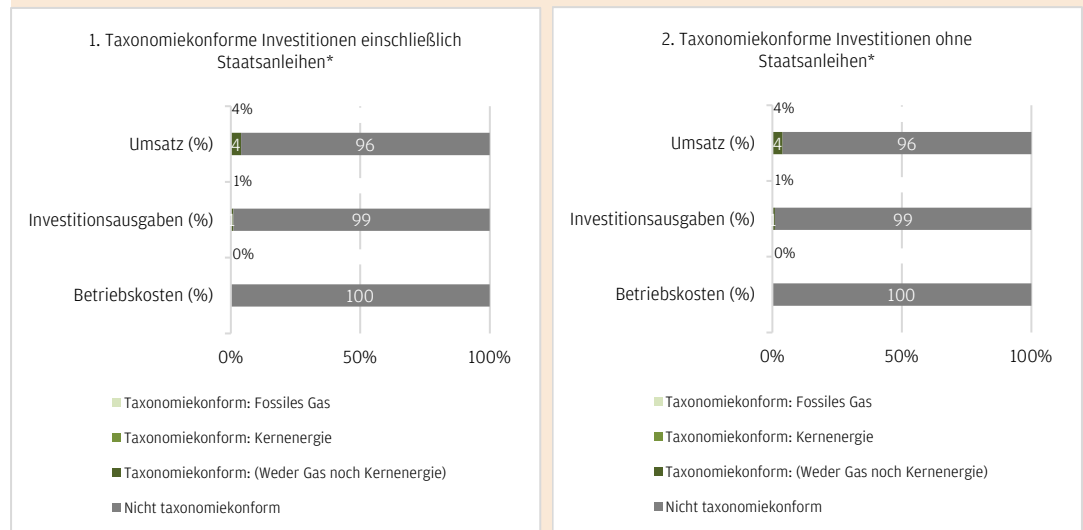 1. Taxonomiekonforme Investitionen einschließlich
Staatsanleihen*
4%
Umsatz (%)
4 96
1%
Investitionsausgaben (%)
1 99
0%
Betriebskosten (%)
100
0% 50% 100%
Taxonomiekonform: Fossiles Gas
Taxonomiekonform: Kernenergie
Taxonomiekonform: (Weder Gas noch Kernenergie)
Nicht taxonomiekonform
2. Taxonomiekonforme Investitionen ohne
Staatsanleihen*
4%
Umsatz (%)
4 96
1%
Investitionsausgaben (%)
1 99
0%
Betriebskosten (%)
100
0% 50% 100%
Taxonomiekonform: Fossiles Gas
Taxonomiekonform: Kernenergie
Taxonomiekonform: (Weder Gas noch Kernenergie)
Nicht taxonomiekonform